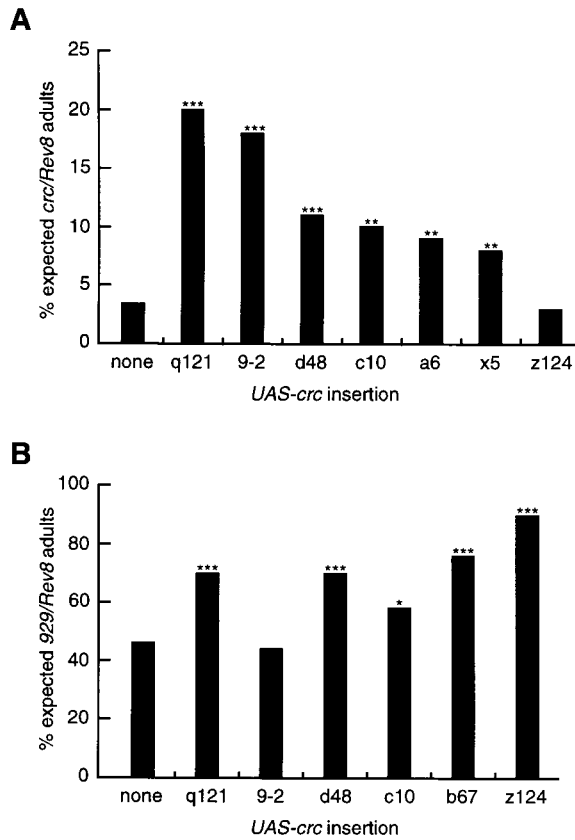 A
% expected crc/Rev8 adults
25
20
15
10
5
0
*** *** *** ** ** **
none q121 9-2 d48 c10 a6 x5 z124
UAS-crc insertion
B
% expected 929/Rev8 adults
100
80
60
40
20
0
*** *** * *** ***
none q121 9-2 d48 c10 b67 z124
UAS-crc insertion